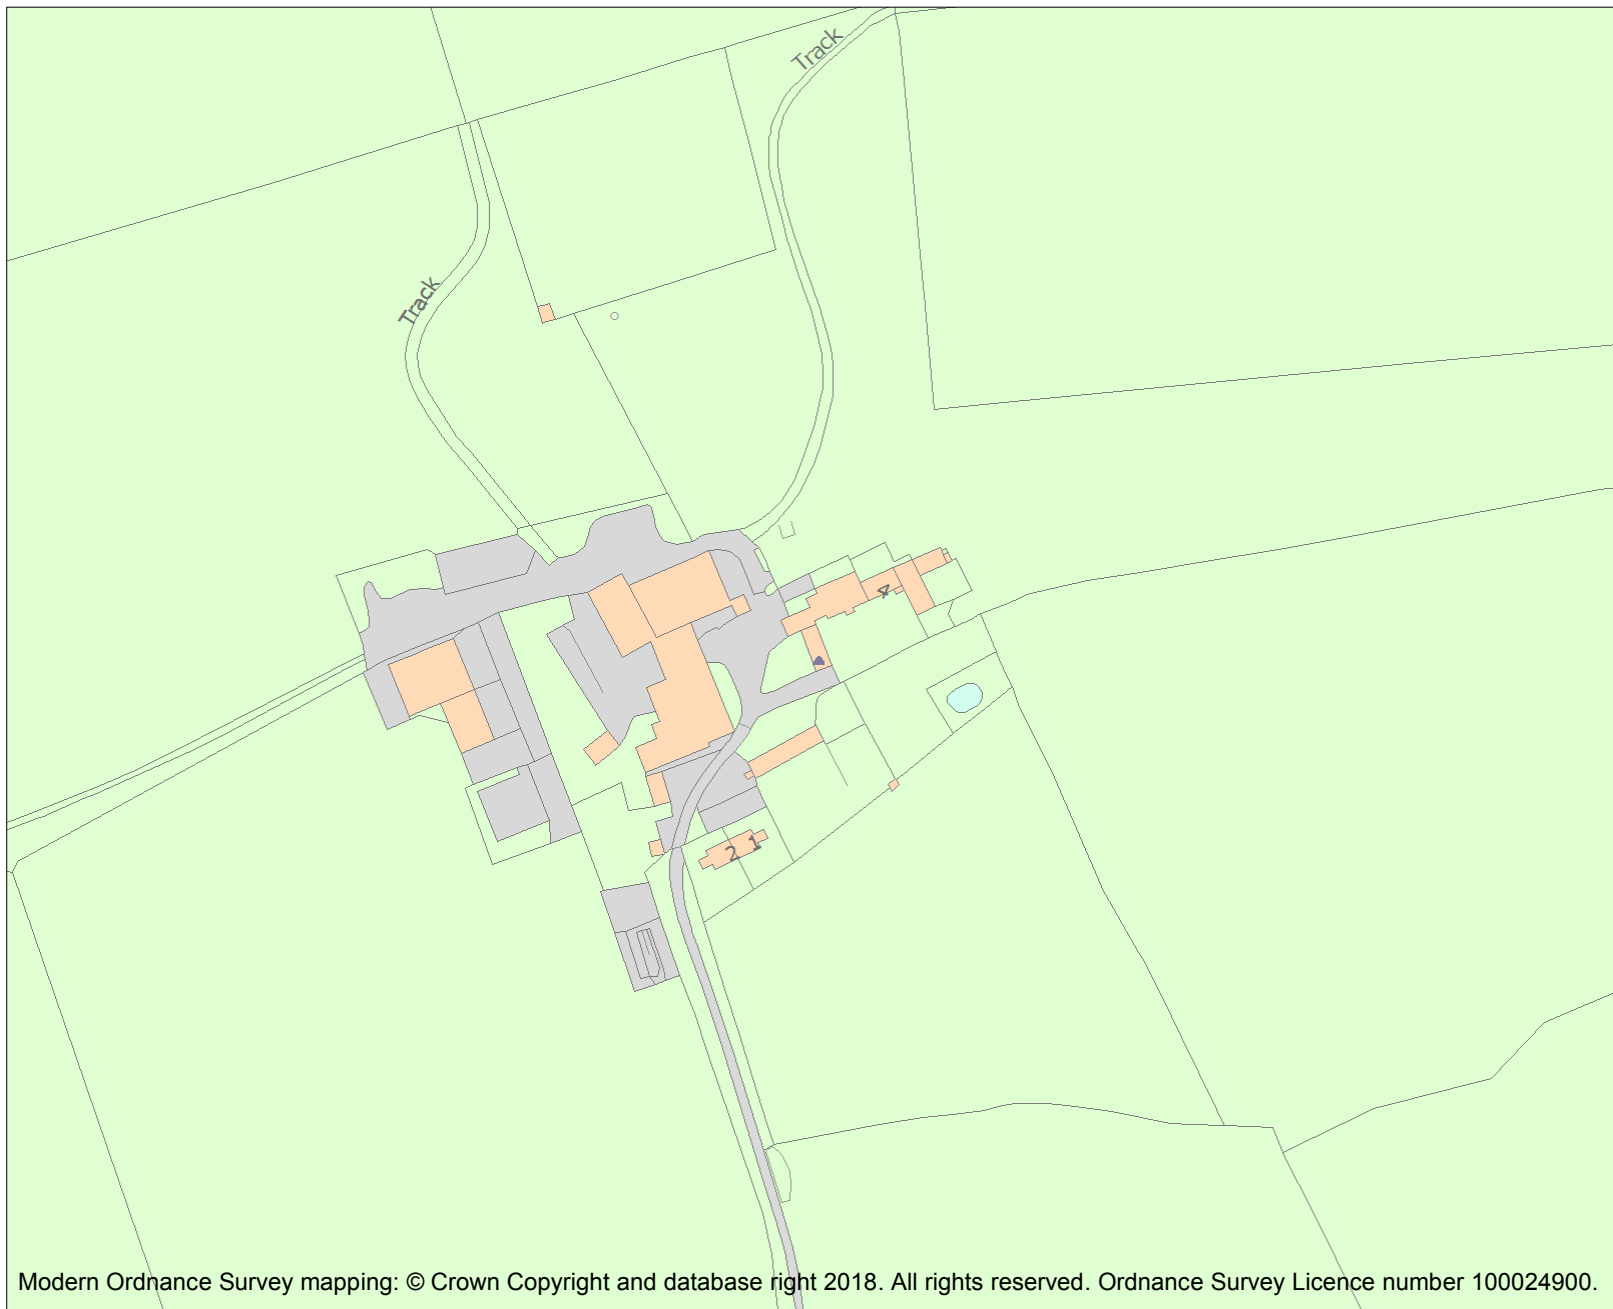 Track
Track
4
2 1
Modern Ordnance Survey mapping: © Crown Copyright and database right 2018. All rights reserved. Ordnance Survey Licence number 100024900.